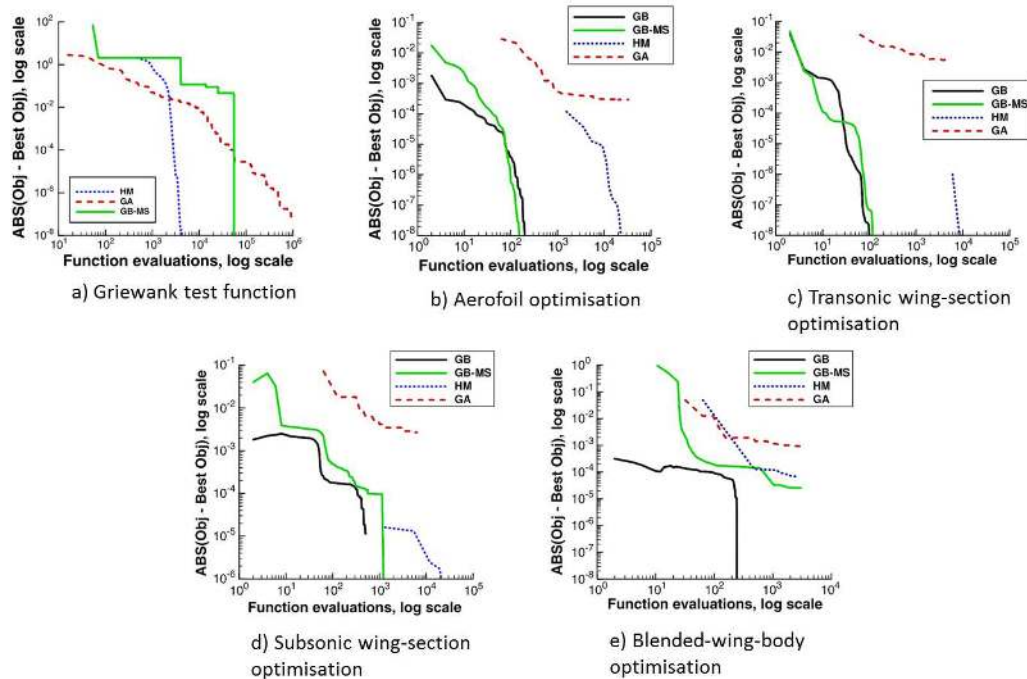 ABS(Obj - Best Obj), log scale
10^2
10^0
10^-2
10^-4
10^-6
10^-8
HM
GA
GB-MS
10^1
10^2
10^3
10^4
10^5
10^6
Function evaluations, log scale
a) Griewank test function
ABS(Obj - Best Obj), log scale
10^-1
10^-2
10^-3
10^-4
10^-5
10^-6
10^-7
10^-8
GB
GB-MS
HM
GA
10^0
10^1
10^2
10^3
10^4
10^5
Function evaluations, log scale
b) Aerofoil optimisation
ABS(Obj - Best Obj), log scale
10^-1
10^-2
10^-3
10^-4
10^-5
10^-6
10^-7
10^-8
GB
GB-MS
HM
GA
10^0
10^1
10^2
10^3
10^4
10^5
Function evaluations, log scale
c) Transonic wing-section
optimisation
ABS(Obj - Best Obj), log scale
10^-1
10^-2
10^-3
10^-4
10^-5
10^-6
GB
GB-MS
HM
GA
10^0
10^1
10^2
10^3
10^4
10^5
Function evaluations, log scale
d) Subsonic wing-section
optimisation
ABS(Obj - Best Obj), log scale
10^0
10^-1
10^-2
10^-3
10^-4
10^-5
10^-6
10^-7
10^-8
GB
GB-MS
HM
GA
10^0
10^1
10^2
10^3
10^4
Function evaluations, log scale
e) Blended-wing-body
optimisation